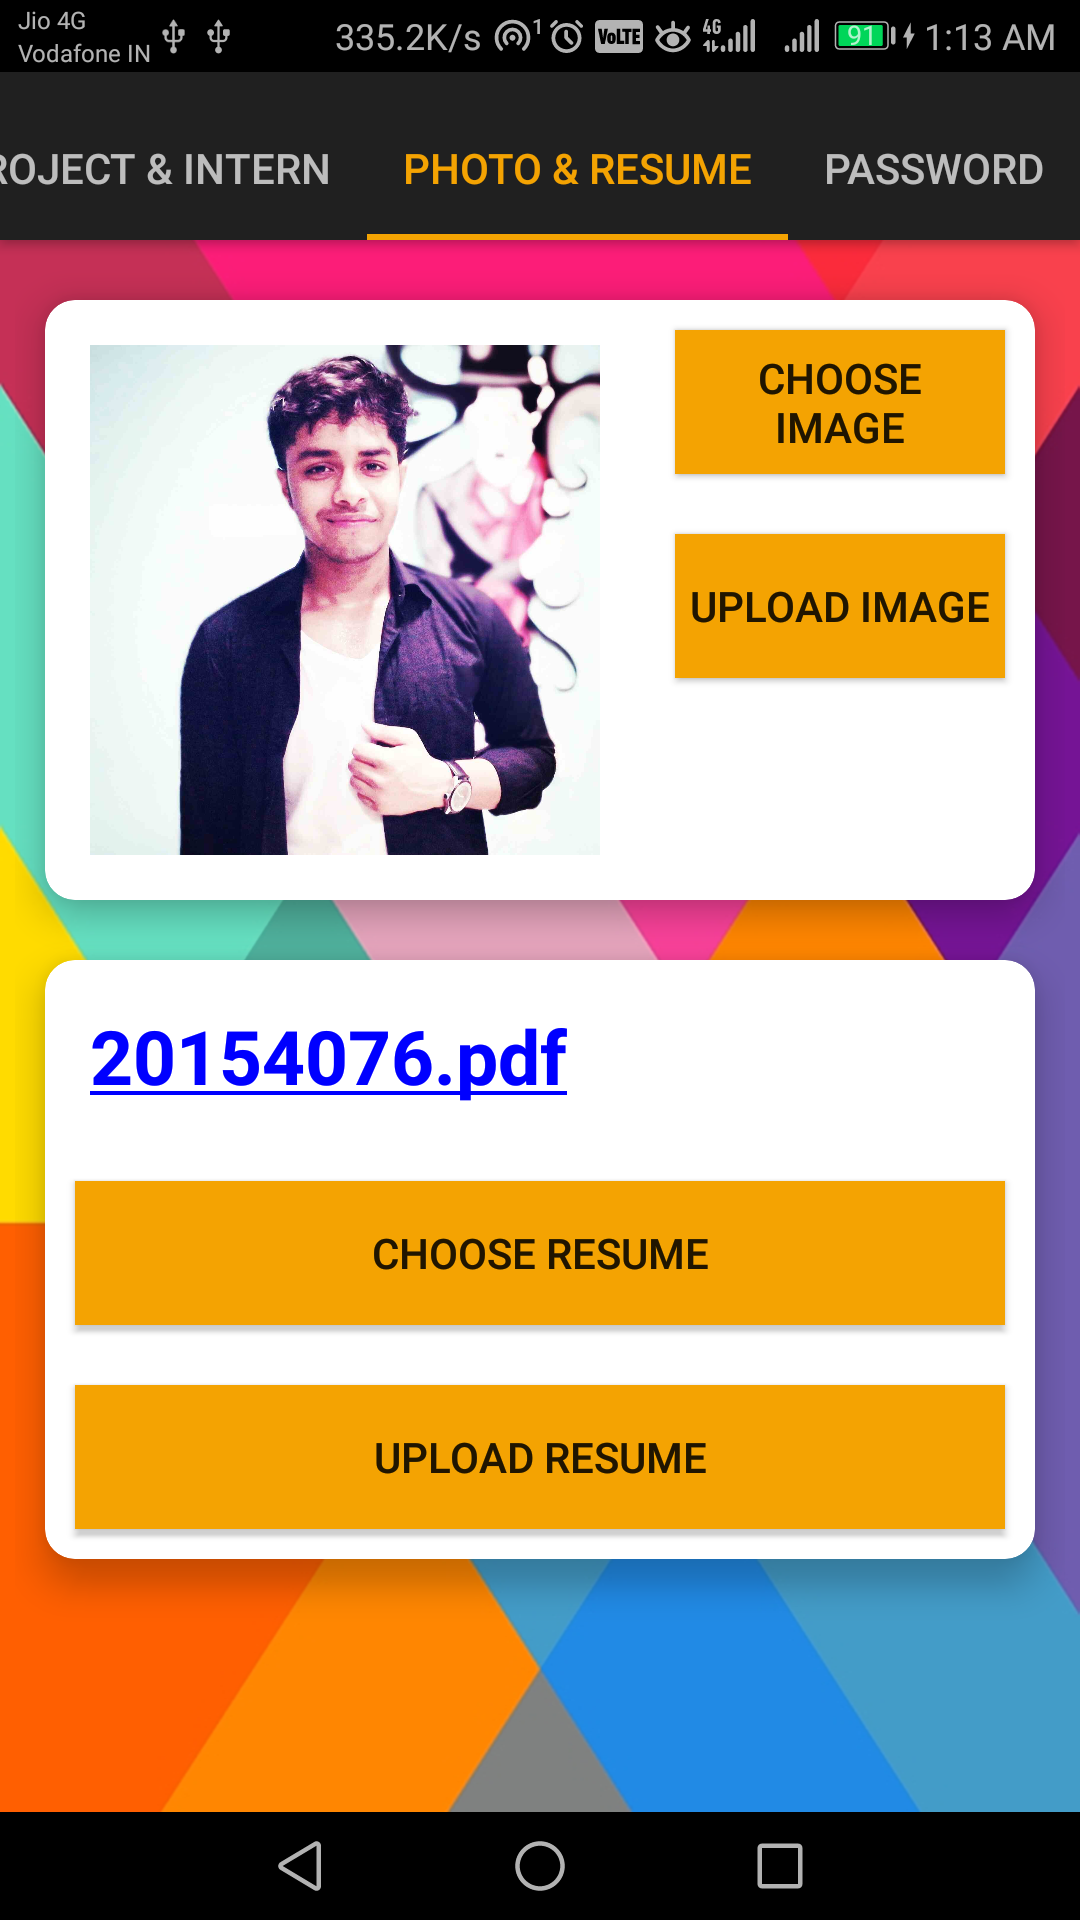 Jio 4G
Vodafone IN
335.2K/s
1
VoLTE
4G
91
1:13 AM
ROJECT & INTERN
PHOTO & RESUME
PASSWORD
CHOOSE
IMAGE
UPLOAD IMAGE
20154076.pdf
CHOOSE RESUME
UPLOAD RESUME